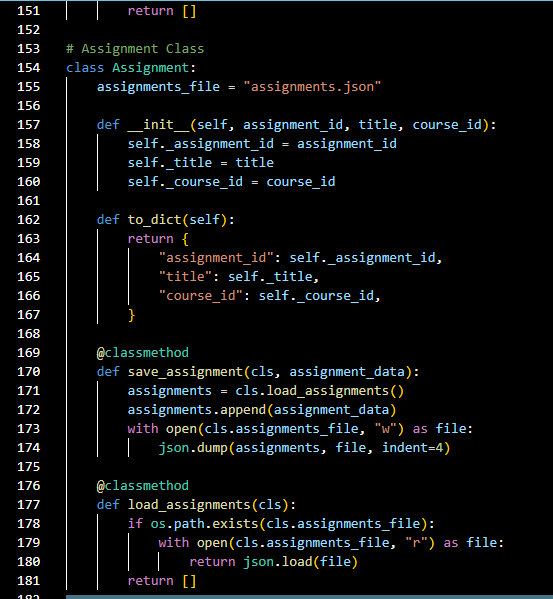 151 return []
152
153 # Assignment Class
154 class Assignment:
155     assignments_file = "assignments.json"
156
157     def __init__(self, assignment_id, title, course_id):
158         self._assignment_id = assignment_id
159         self._title = title
160         self._course_id = course_id
161
162     def to_dict(self):
163         return {
164             "assignment_id": self._assignment_id,
165             "title": self._title,
166             "course_id": self._course_id,
167         }
168
169     @classmethod
170     def save_assignment(cls, assignment_data):
171         assignments = cls.load_assignments()
172         assignments.append(assignment_data)
173         with open(cls.assignments_file, "w") as file:
174             json.dump(assignments, file, indent=4)
175
176     @classmethod
177     def load_assignments(cls):
178         if os.path.exists(cls.assignments_file):
179             with open(cls.assignments_file, "r") as file:
180                 return json.load(file)
181         return []
182